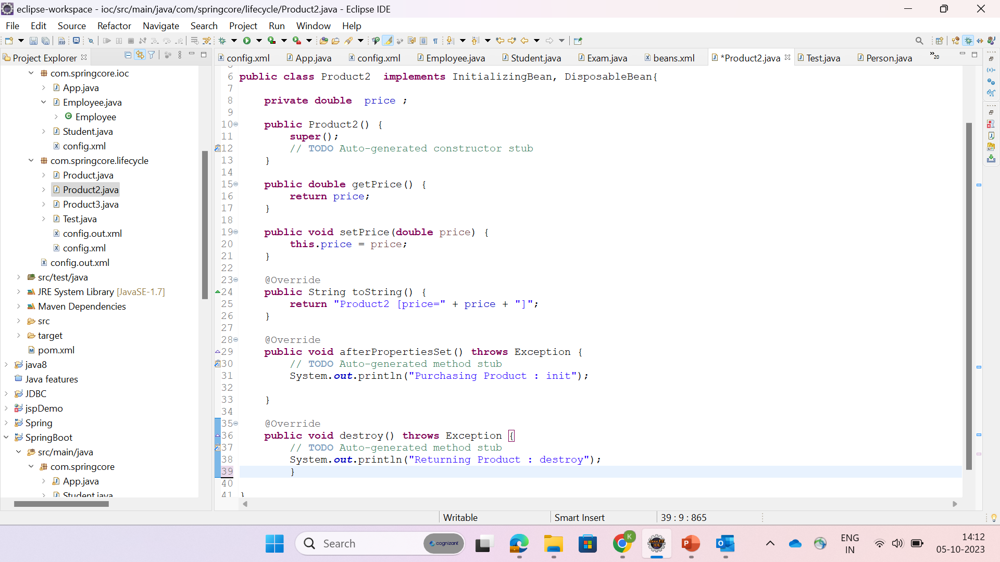 eclipse-workspace - ioc/src/main/java/com/springcore/lifecycle/Product2.java - Eclipse IDE
File Edit Source Refactor Navigate Search Project Run Window Help
Project Explorer
config.xml App.java config.xml Employee.java Student.java Exam.java beans.xml *Product2.java Test.java Person.java »20
com.springcore.ioc
App.java
Employee.java
Employee
Student.java
config.xml
com.springcore.lifecycle
Product.java
Product2.java
Product3.java
Test.java
config.out.xml
config.xml
config.out.xml
src/test/java
JRE System Library [JavaSE-1.7]
Maven Dependencies
src
target
pom.xml
java8
Java features
JDBC
jspDemo
Spring
SpringBoot
src/main/java
com.springcore
App.java
Student.java
6 public class Product2  implements InitializingBean, DisposableBean{
7
8     private double  price ;
9
10     public Product2() {
11         super();
12         // TODO Auto-generated constructor stub
13     }
14
15     public double getPrice() {
16         return price;
17     }
18
19     public void setPrice(double price) {
20         this.price = price;
21     }
22
23     @Override
24     public String toString() {
25         return "Product2 [price=" + price + "]";
26     }
27
28     @Override
29     public void afterPropertiesSet() throws Exception {
30         // TODO Auto-generated method stub
31         System.out.println("Purchasing Product : init");
32
33     }
34
35     @Override
36     public void destroy() throws Exception {
37         // TODO Auto-generated method stub
38         System.out.println("Returning Product : destroy");
39         }
40
41 }
Writable Smart Insert 39 : 9 : 865
Search cognizant
ENG
IN
14:12
05-10-2023